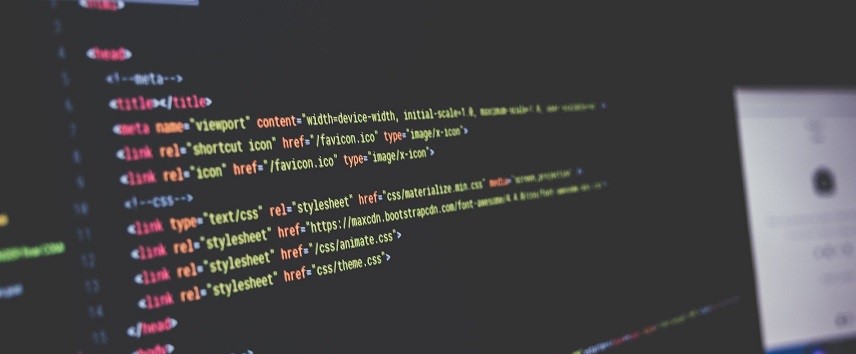 3 <html>
4 <head>
5 <!--meta-->
6 <title></title>
7 <meta name="viewport" content="width=device-width, initial-scale=1.0, maximum-scale=1.0,
8 <link rel="shortcut icon" href="/favicon.ico" type="image/x-icon">
9 <link rel="icon" href="/favicon.ico" type="image/x-icon">
<!--css-->
10 <link type="text/css" rel="stylesheet" href="css/materialize.min.css" media="screen,projection"
11 <link rel="stylesheet" href="https://maxcdn.bootstrapcdn.com/font-awesome/4.
12 <link rel="stylesheet" href="/css/animate.css">
13 <link rel="stylesheet" href="css/theme.css">
14 </head>
15 <body>